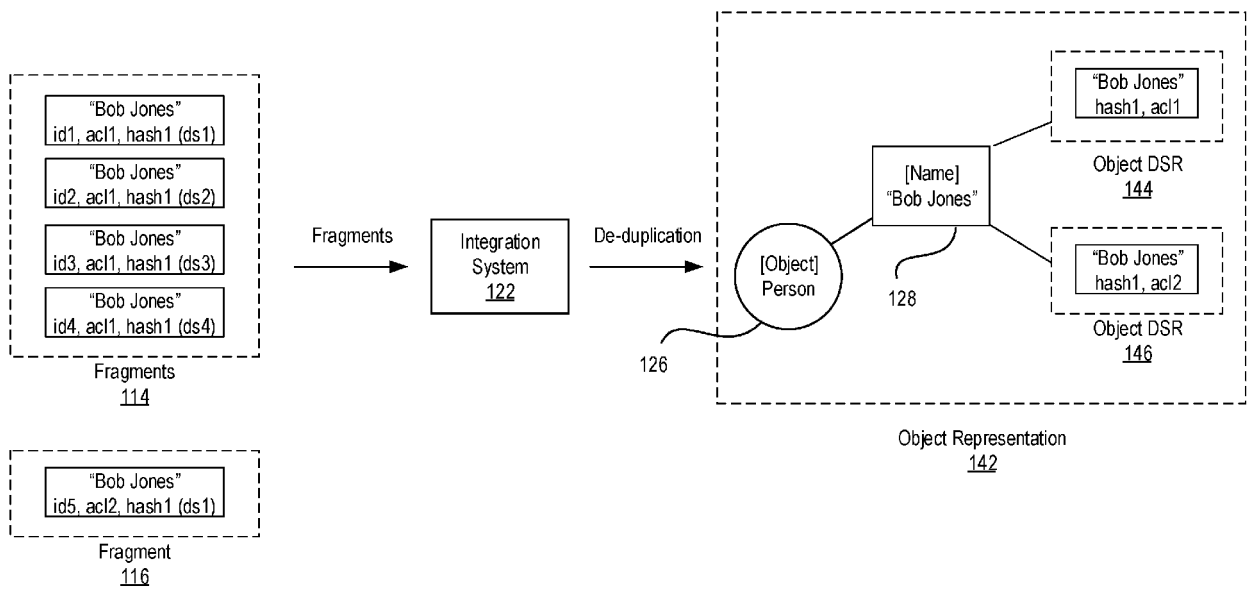 “Bob Jones”
id1, acl1, hash1 (ds1)
“Bob Jones”
id2, acl1, hash1 (ds2)
“Bob Jones”
id3, acl1, hash1 (ds3)
“Bob Jones”
id4, acl1, hash1 (ds4)
Fragments
114
“Bob Jones”
id5, acl2, hash1 (ds1)
Fragment
116
Fragments
Integration
System
122
De-duplication
[Object]
Person
126
[Name]
“Bob Jones”
128
“Bob Jones”
hash1, acl1
Object DSR
144
“Bob Jones”
hash1, acl2
Object DSR
146
Object Representation
142